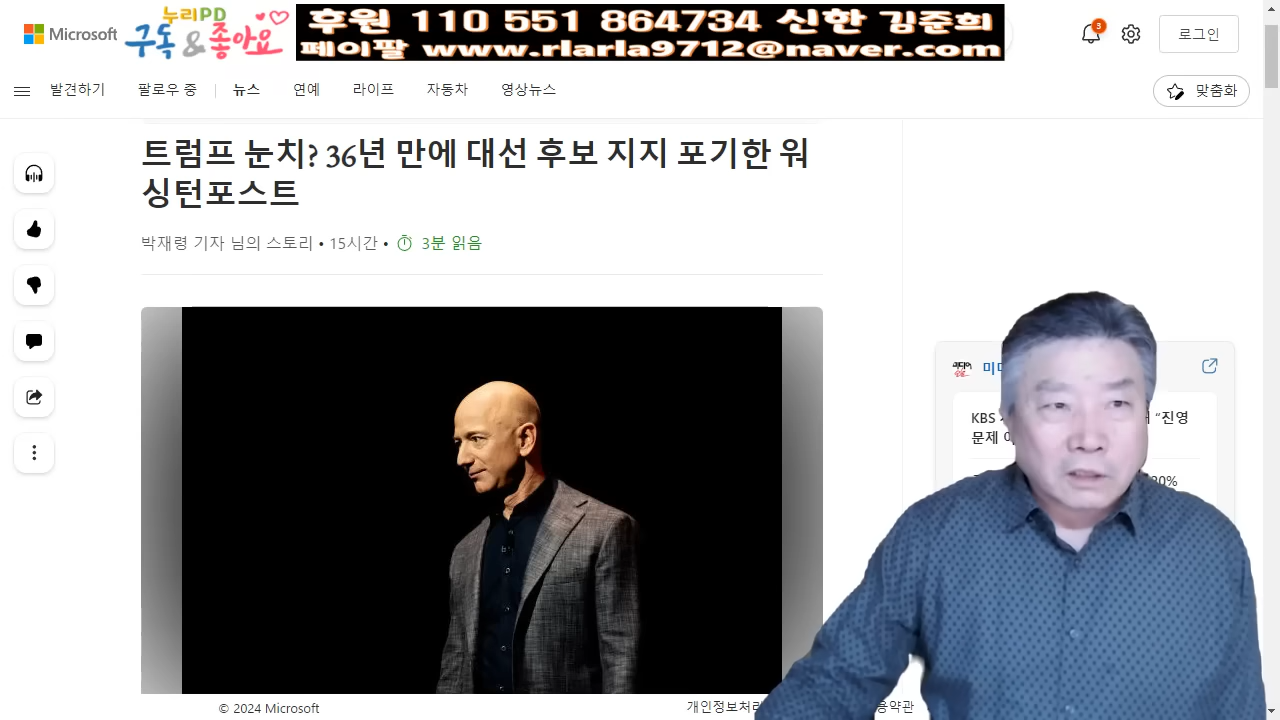 Microsoft
누리PD
구독 & 좋아요
후원 110 551 864734 신한 김준희
페이팔 www.rlarla9712@naver.com
3
로그인
발견하기
팔로우 중
뉴스
연예
라이프
자동차
영상뉴스
맞춤화
트럼프 눈치? 36년 만에 대선 후보 지지 포기한 워
싱턴포스트
박재령 기자 님의 스토리 • 15시간 • 3분 읽음
KBS
“진영
문제
20%
© 2024 Microsoft
개인정보처리
용약관